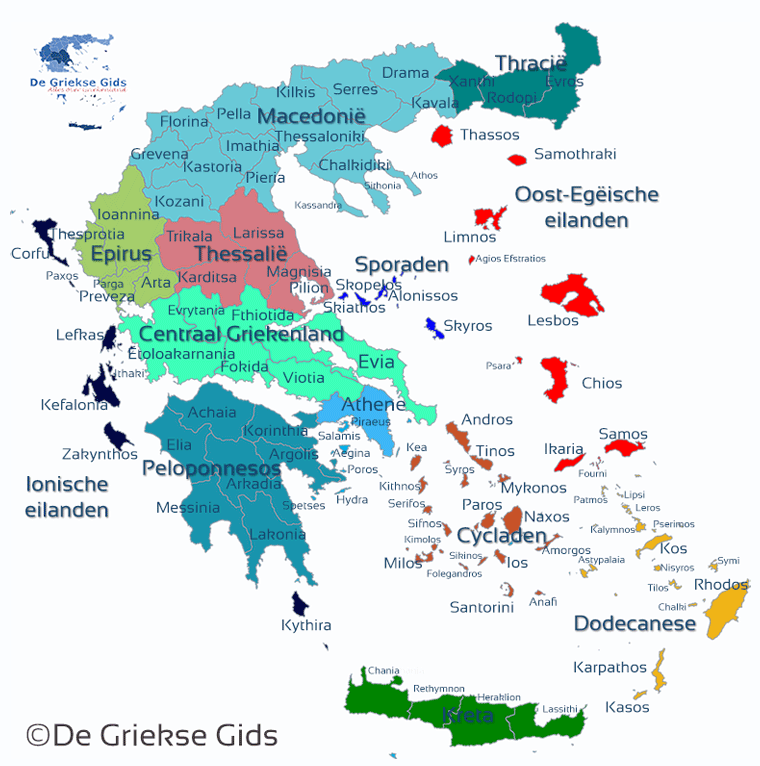 De Griekse Gids
Thracië
Xanthi
Evros
Rodopi
Drama
Kavala
Serres
Kilkis
Pella
Macedonië
Florina
Thessaloniki
Imathia
Grevena
Kastoria
Pieria
Chalkidiki
Athos
Sithonia
Kassandra
Kozani
Thassos
Samothraki
Oost-Egëische
eilanden
Limnos
Agios Efstratios
Ioannina
Thesprotia
Epirus
Corfu
Paxos
Parga
Preveza
Arta
Trikala
Larissa
Thessalië
Karditsa
Magnisia
Pilion
Sporaden
Skopelos
Alonissos
Skiathos
Skyros
Lesbos
Evrytania
Fthiotida
Centraal Griekenland
Etoloakarnania
Fokida
Viotia
Evia
Lefkas
Ithaki
Kefalonia
Zakynthos
Ionische
eilanden
Psara
Chios
Athene
Piraeus
Salamis
Aegina
Poros
Hydra
Spetses
Achaia
Korinthia
Elia
Argolis
Peloponnesos
Arkadia
Messinia
Lakonia
Kythira
Andros
Tinos
Kea
Syros
Mykonos
Kithnos
Serifos
Paros
Naxos
Sifnos
Cycladen
Kimolos
Milos
Sikinos
Ios
Amorgos
Folegandros
Santorini
Anafi
Ikaria
Samos
Fourni
Patmos
Lipsi
Leros
Kalymnos
Pserimos
Kos
Astypalaia
Nisyros
Symi
Tilos
Rhodos
Chalki
Dodecanese
Karpathos
Kasos
Chania
Rethymnon
Heraklion
Lassithi
Kreta
©De Griekse Gids